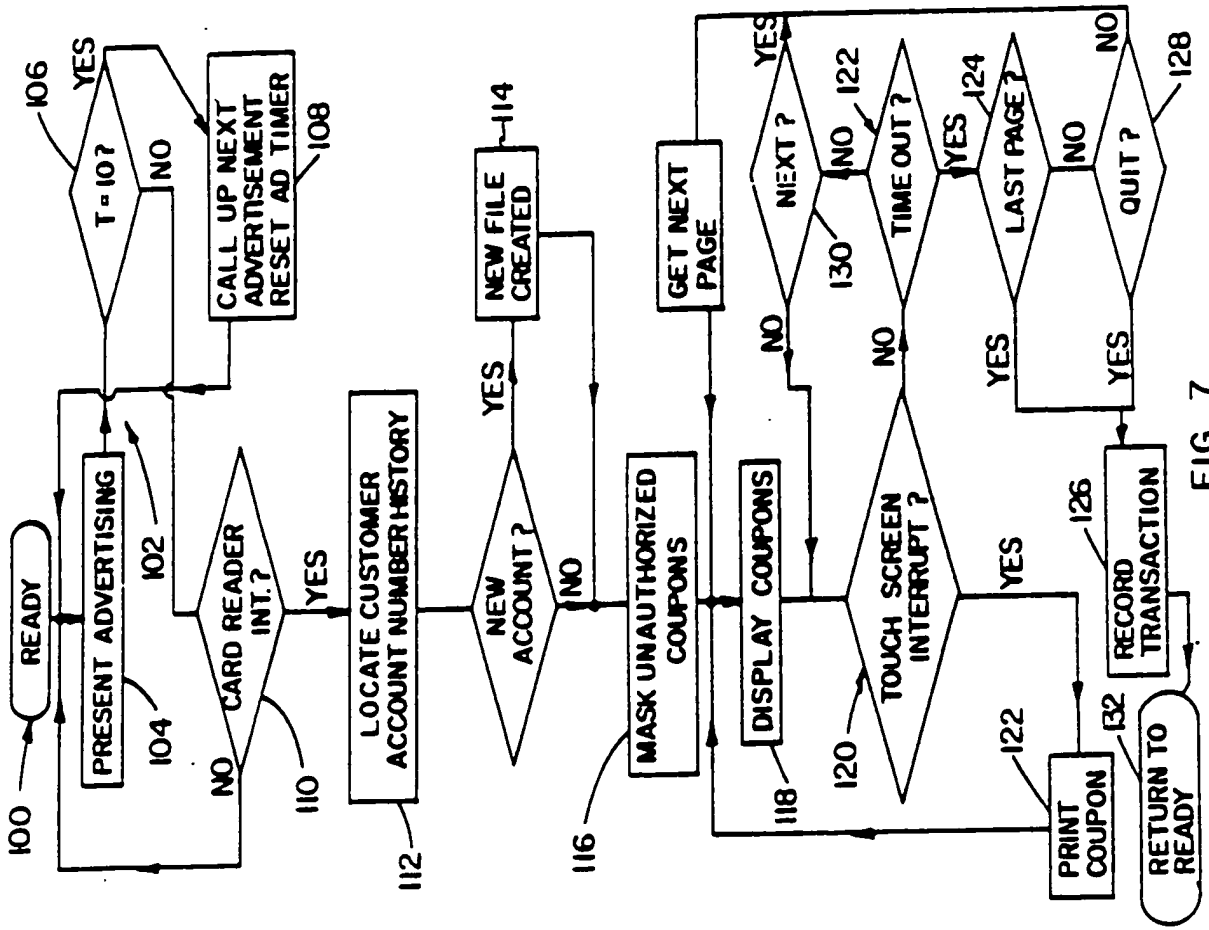 READY
100
PRESENT ADVERTISING
104
102
T=10?
106
YES
NO
CALL UP NEXT
ADVERTISEMENT
RESET AD TIMER
108
CARD READER
INT.?
NO
110
YES
LOCATE CUSTOMER
ACCOUNT NUMBER HISTORY
112
NEW
ACCOUNT?
YES
NO
NEW FILE
CREATED
114
MASK UNAUTHORIZED
COUPONS
116
GET NEXT
PAGE
DISPLAY COUPONS
118
TOUCH SCREEN
INTERRUPT?
120
NO
YES
NEXT?
130
YES
NO
TIME OUT?
122
NO
YES
LAST PAGE?
124
YES
NO
QUIT?
128
YES
NO
PRINT
COUPON
122
RECORD
TRANSACTION
126
RETURN TO
READY
132
FIG 7